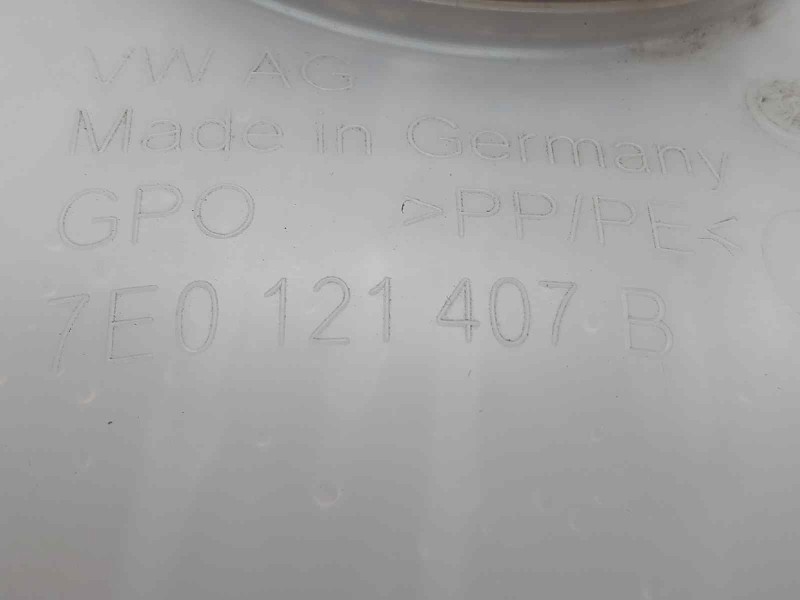 VW AG
Made in Germany
GPO >PP/PE<
7E0 121 407 B